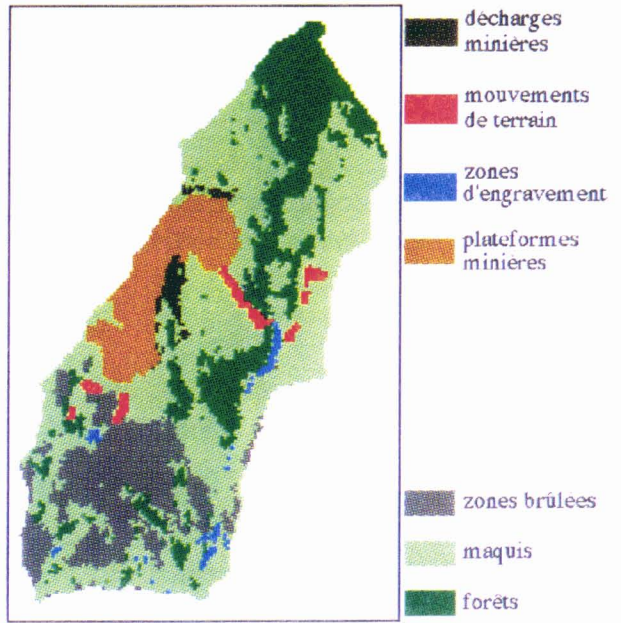 décharges
minières
mouvements
de terrain
zones
d'engravement
plateformes
minières
zones brûlées
maquis
forêts